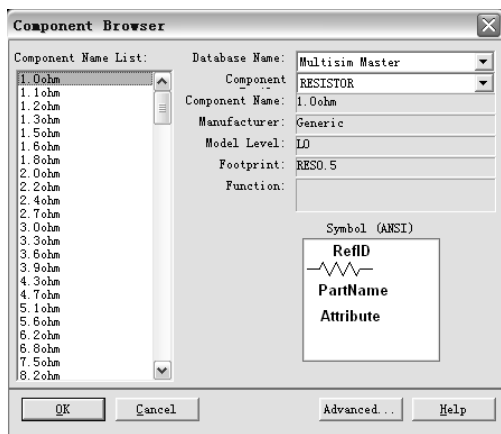 Component Browser
Component Name List:
1.0ohm
1.1ohm
1.2ohm
1.3ohm
1.5ohm
1.6ohm
1.8ohm
2.0ohm
2.2ohm
2.4ohm
2.7ohm
3.0ohm
3.3ohm
3.6ohm
3.9ohm
4.3ohm
4.7ohm
5.1ohm
5.6ohm
6.2ohm
6.8ohm
7.5ohm
8.2ohm
Database Name: Multisim Master
Component RESISTOR
Component Name: 1.0ohm
Manufacturer: Generic
Model Level: L0
Footprint: RES0.5
Function:
Symbol (ANSI)
RefID
PartName
Attribute
OK Cancel Advanced... Help